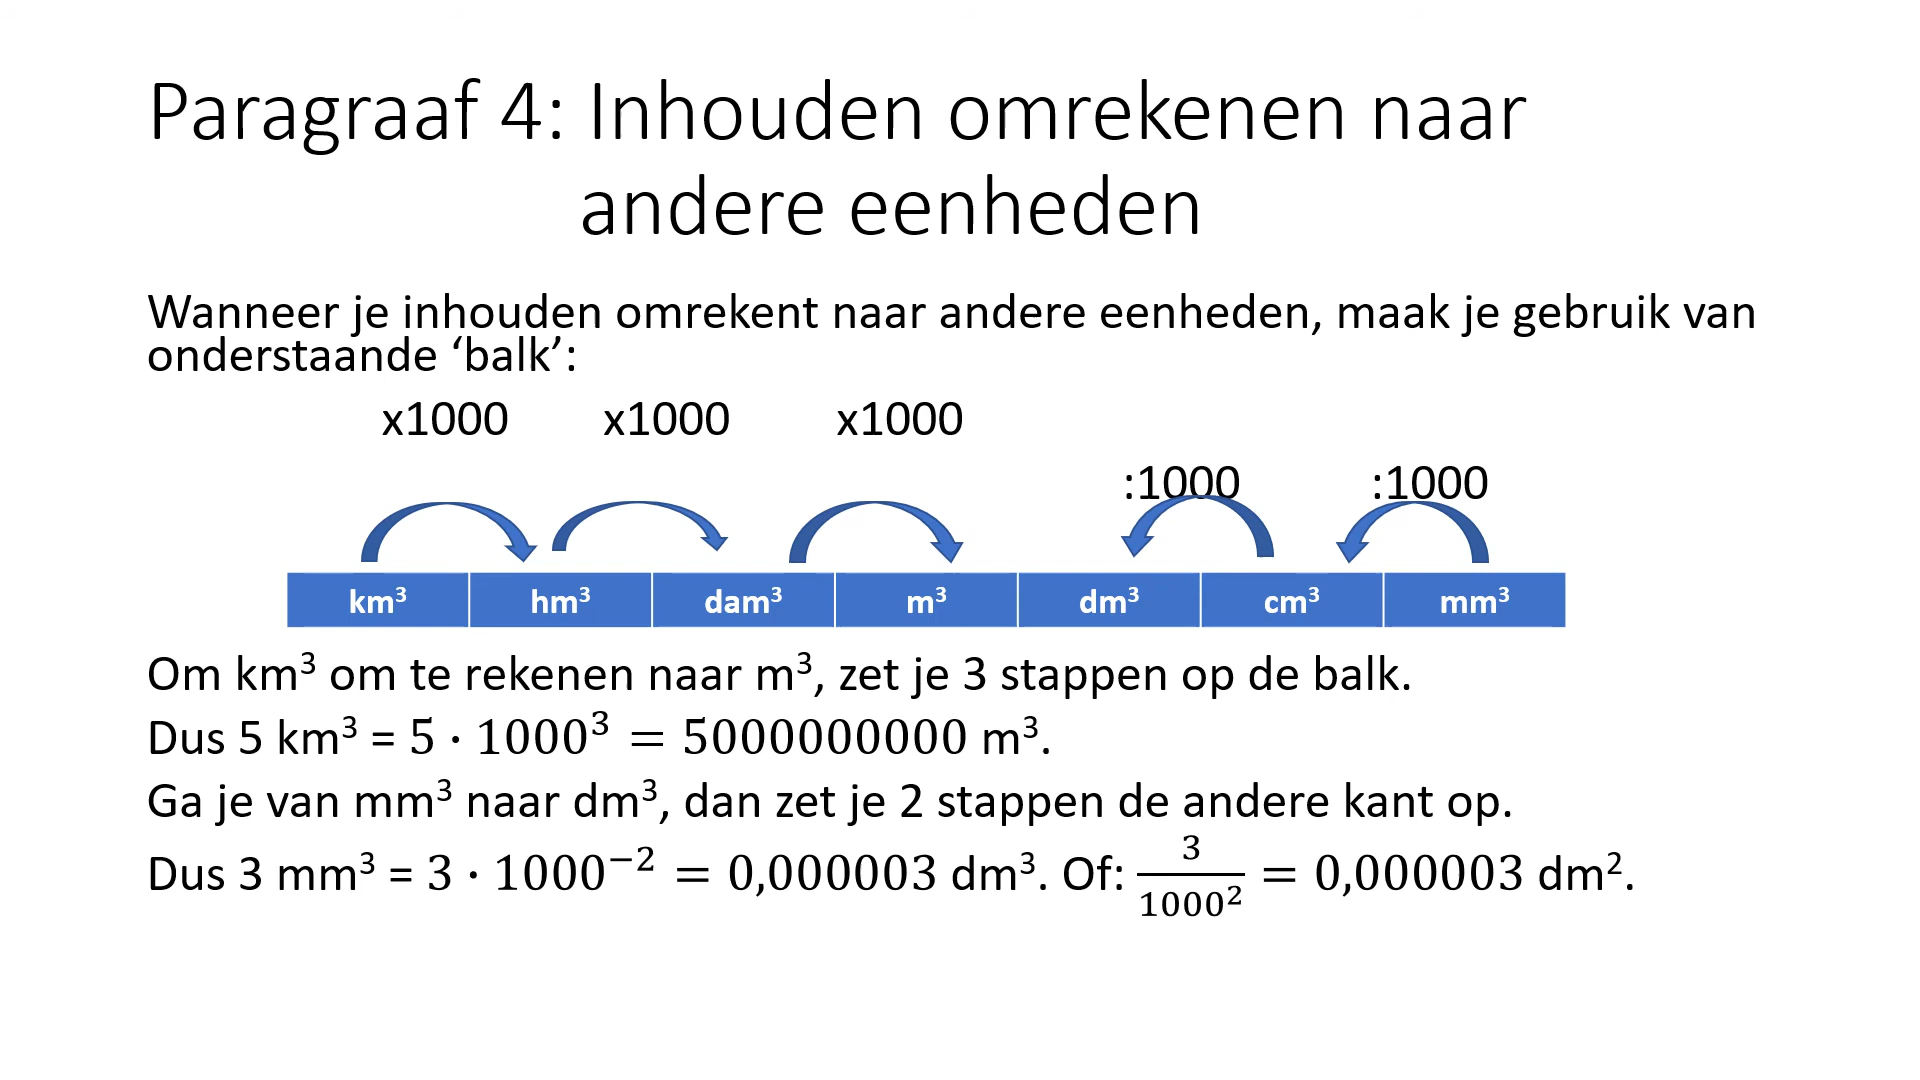 Paragraaf 4: Inhouden omrekenen naar
andere eenheden
Wanneer je inhouden omrekent naar andere eenheden, maak je gebruik van
onderstaande ‘balk’:
x1000 x1000 x1000
:1000 :1000
km³ hm³ dam³ m³ dm³ cm³ mm³
Om km³ om te rekenen naar m³, zet je 3 stappen op de balk.
Dus 5 km³ = 5 · 1000³ = 5000000000 m³.
Ga je van mm³ naar dm³, dan zet je 2 stappen de andere kant op.
Dus 3 mm³ = 3 · 1000⁻² = 0,000003 dm³. Of: 3/1000² = 0,000003 dm².